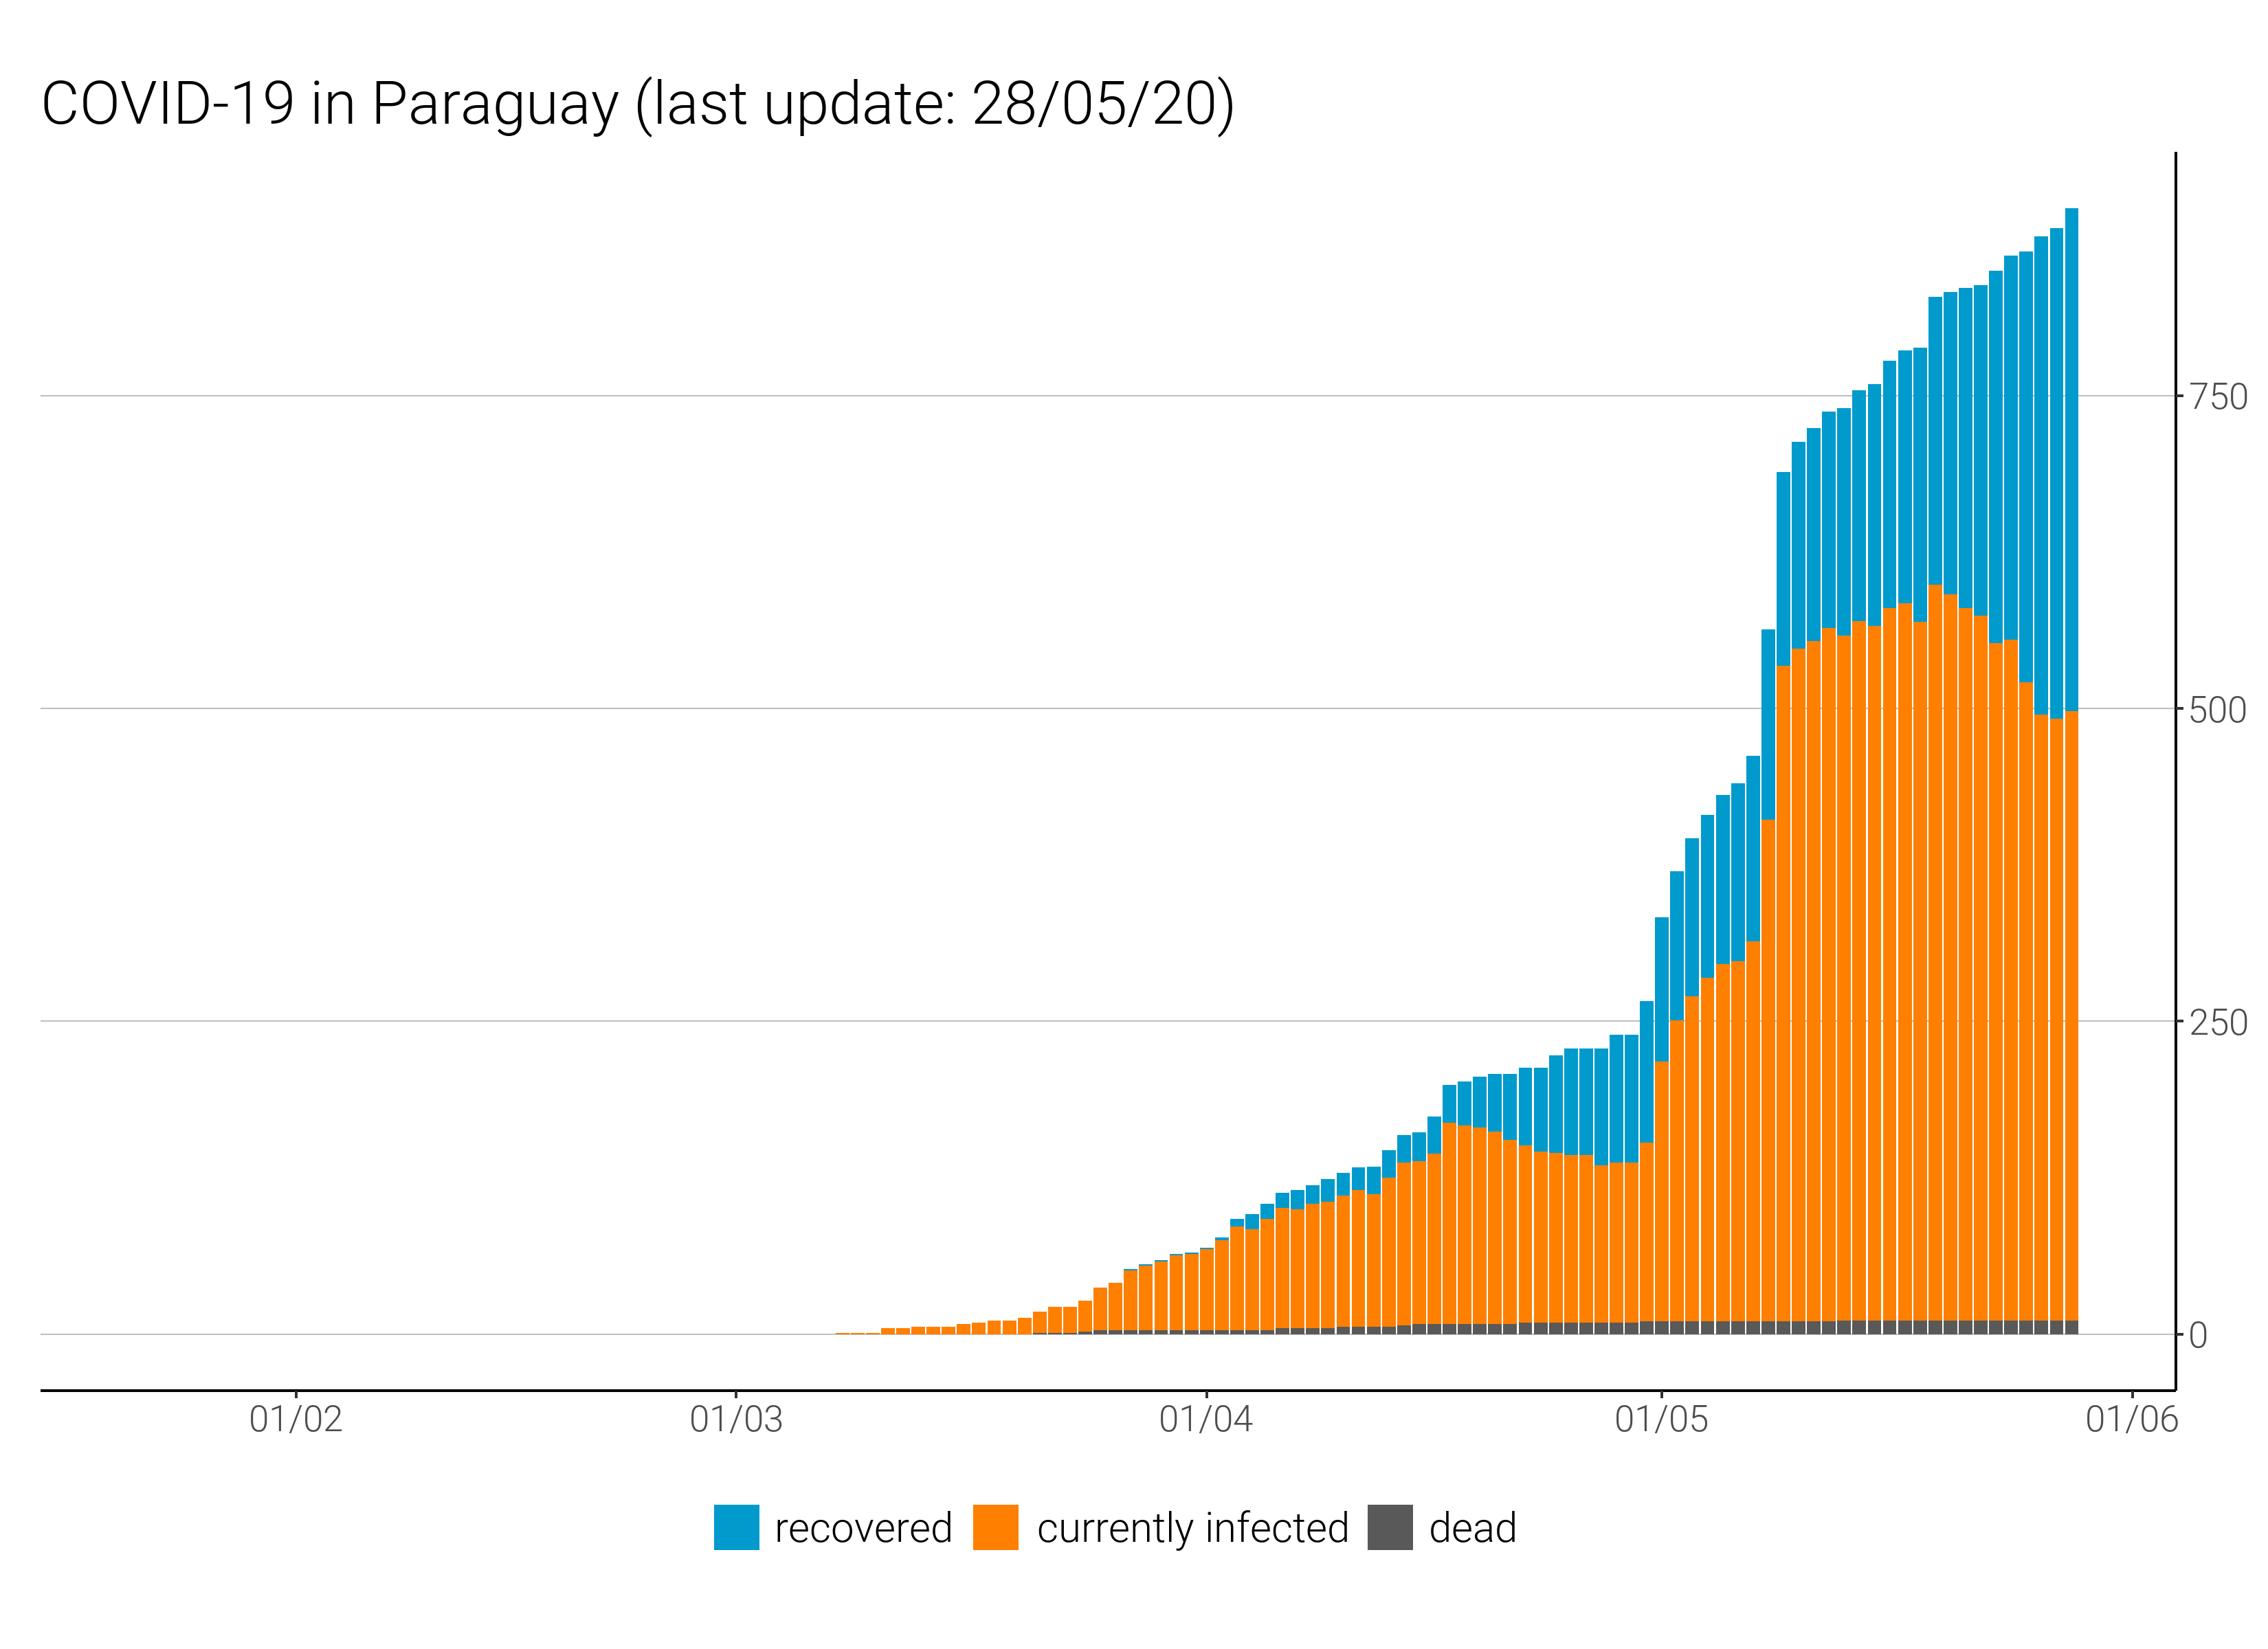 COVID-19 in Paraguay (last update: 28/05/20)
750
500
250
0
01/02 01/03 01/04 01/05 01/06
recovered currently infected dead